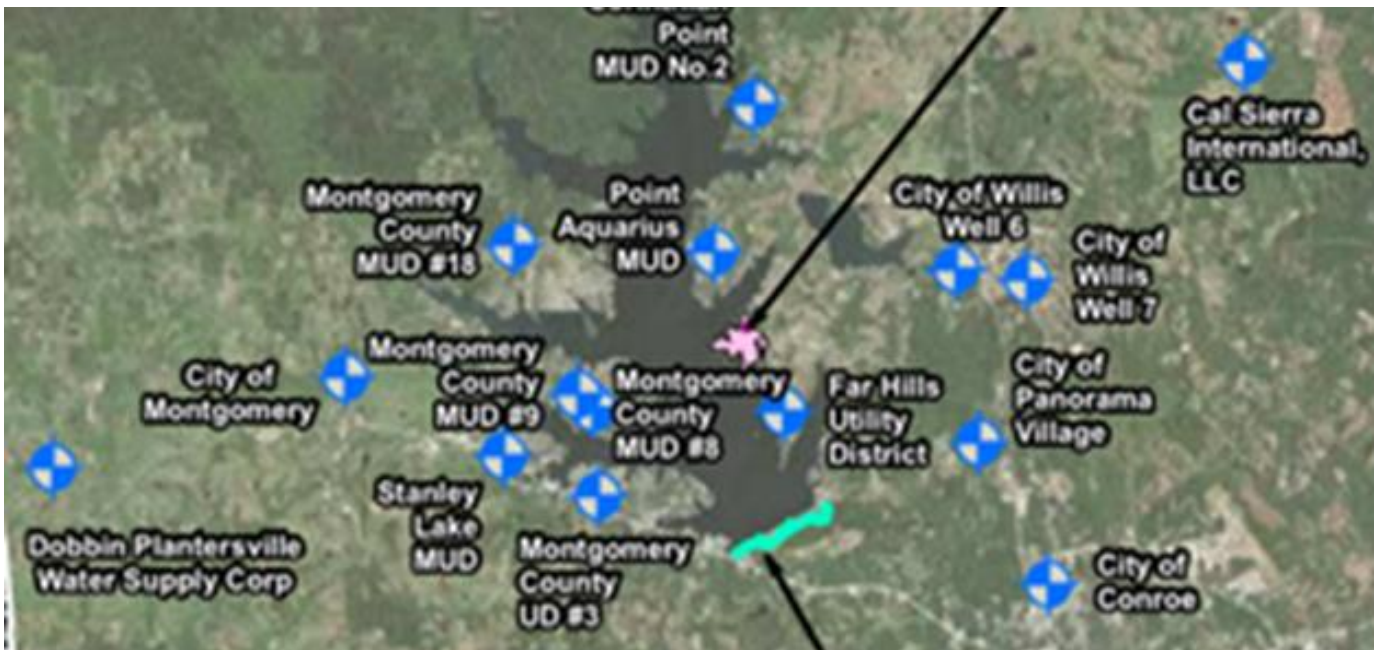 Point
MUD No.2
Cal Sierra
International,
LLC
Montgomery
County
MUD #18
Point
Aquarius
MUD
City of Willis
Well 6
City of
Willis
Well 7
City of
Montgomery
Montgomery
County
MUD #9
Montgomery
County
MUD #8
Far Hills
Utility
District
City of
Panorama
Village
Dobbin Plantersville
Water Supply Corp
Stanley
Lake
MUD
Montgomery
County
UD #3
City of
Conroe